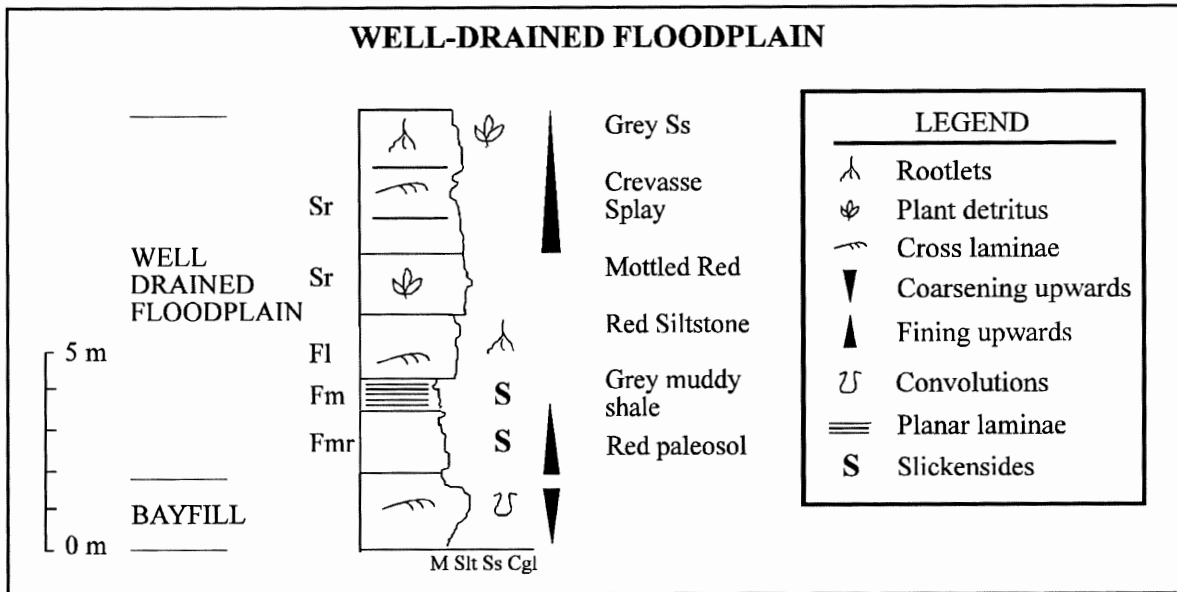 WELL-DRAINED FLOODPLAIN
WELL
DRAINED
FLOODPLAIN
BAYFILL
5 m
0 m
Sr
Sr
Fl
Fm
Fmr
S
S
M Slt Ss Cgl
Grey Ss
Crevasse
Splay
Mottled Red
Red Siltstone
Grey muddy
shale
Red paleosol
LEGEND
Rootlets
Plant detritus
Cross laminae
Coarsening upwards
Fining upwards
Convolutions
Planar laminae
S Slickensides